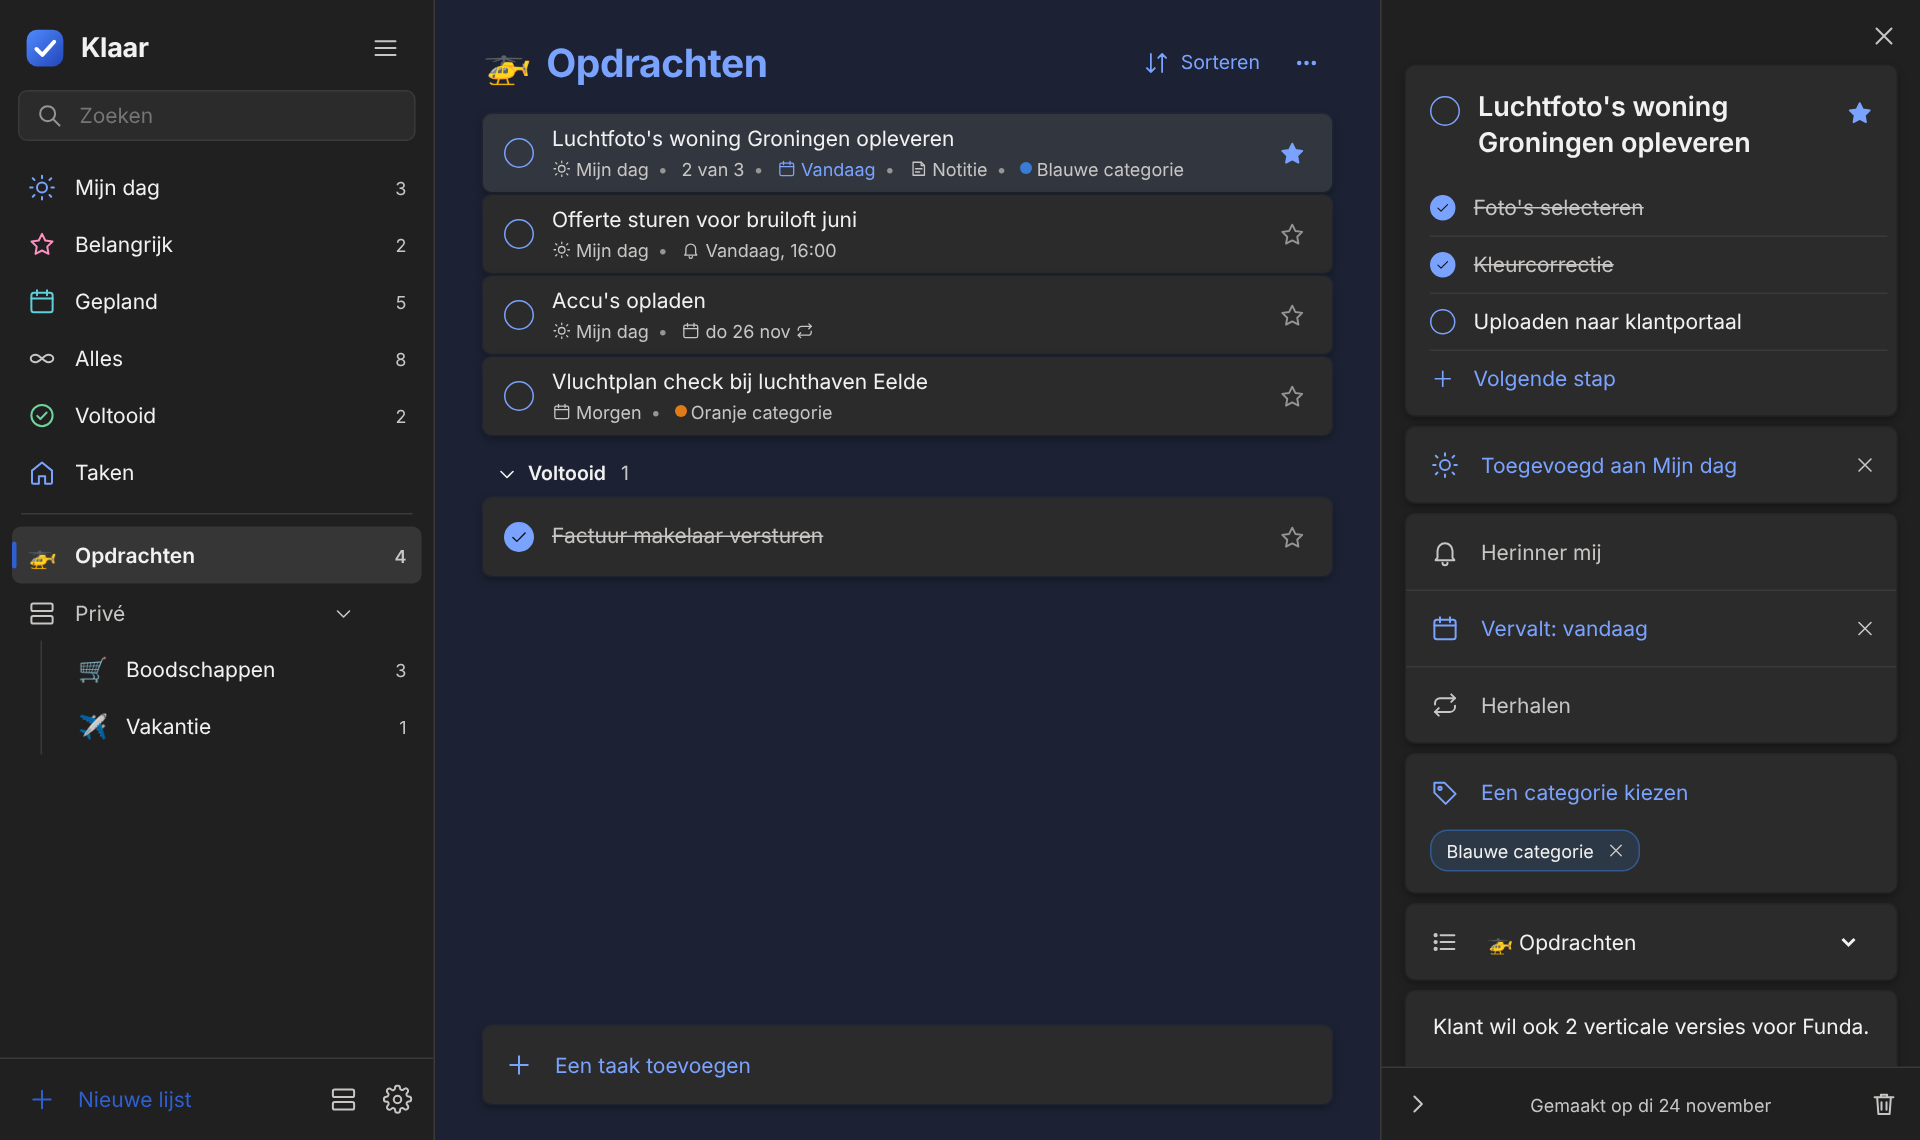 Klaar
Zoeken
Mijn dag 3
Belangrijk 2
Gepland 5
Alles 8
Voltooid 2
Taken
Opdrachten 4
Privé
Boodschappen 3
Vakantie 1
Nieuwe lijst
Opdrachten
Sorteren
Luchtfoto's woning Groningen opleveren
Mijn dag • 2 van 3 • Vandaag • Notitie • Blauwe categorie
Offerte sturen voor bruiloft juni
Mijn dag • Vandaag, 16:00
Accu's opladen
Mijn dag • do 26 nov
Vluchtplan check bij luchthaven Eelde
Morgen • Oranje categorie
Voltooid 1
Factuur makelaar versturen
Een taak toevoegen
Luchtfoto's woning
Groningen opleveren
Foto's selecteren
Kleurcorrectie
Uploaden naar klantportaal
Volgende stap
Toegevoegd aan Mijn dag
Herinner mij
Vervalt: vandaag
Herhalen
Een categorie kiezen
Blauwe categorie
Opdrachten
Klant wil ook 2 verticale versies voor Funda.
Gemaakt op di 24 november